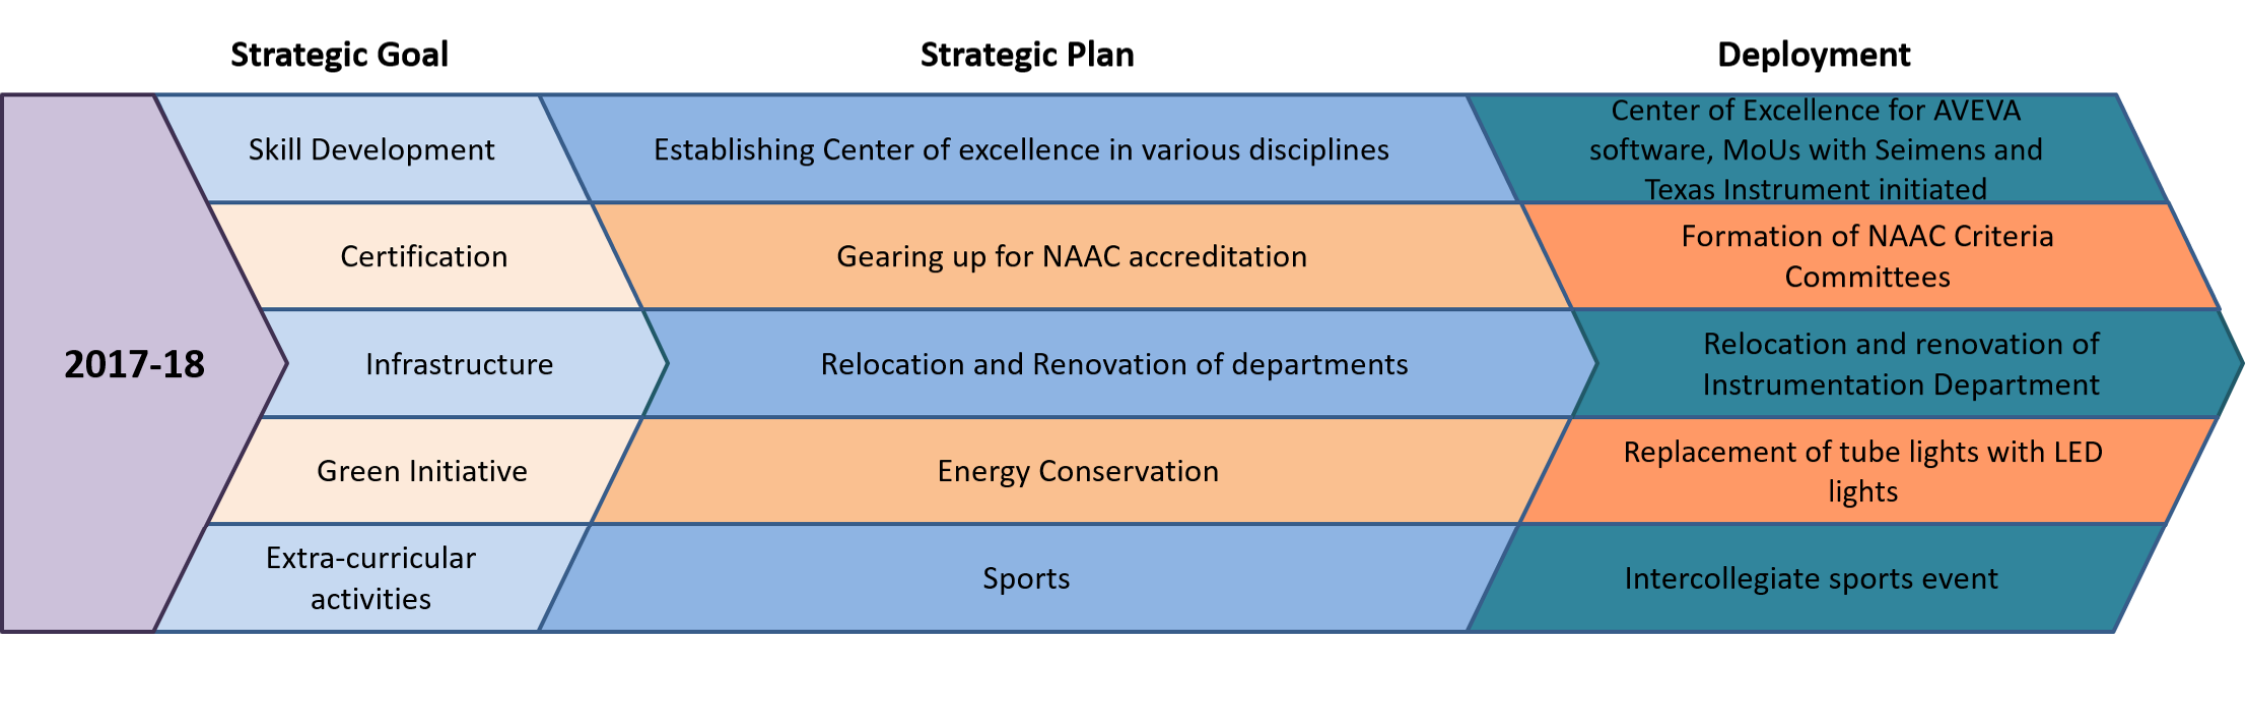 Strategic Goal
Strategic Plan
Deployment
2017-18
Skill Development
Establishing Center of excellence in various disciplines
Center of Excellence for AVEVA
software, MoUs with Seimens and
Texas Instrument initiated
Certification
Gearing up for NAAC accreditation
Formation of NAAC Criteria
Committees
Infrastructure
Relocation and Renovation of departments
Relocation and renovation of
Instrumentation Department
Green Initiative
Energy Conservation
Replacement of tube lights with LED
lights
Extra-curricular
activities
Sports
Intercollegiate sports event